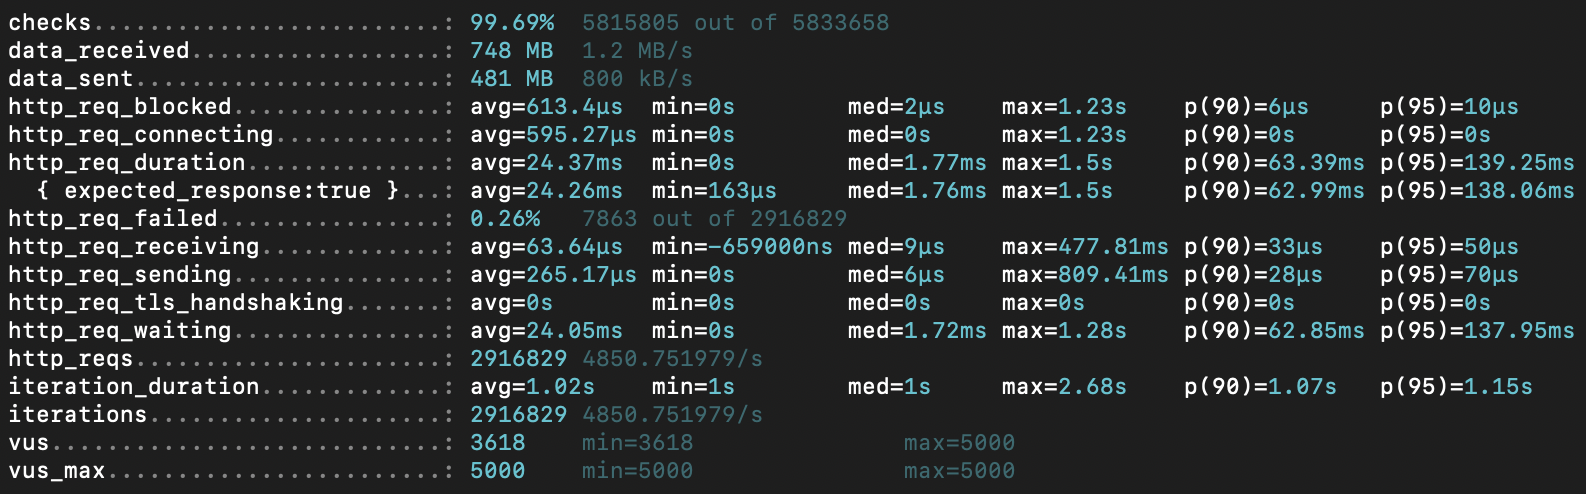 checks.........................: 99.69% 5815805 out of 5833658
data_received..................: 748 MB 1.2 MB/s
data_sent......................: 481 MB 800 kB/s
http_req_blocked...............: avg=613.4µs min=0s med=2µs max=1.23s p(90)=6µs p(95)=10µs
http_req_connecting............: avg=595.27µs min=0s med=0s max=1.23s p(90)=0s p(95)=0s
http_req_duration..............: avg=24.37ms min=0s med=1.77ms max=1.5s p(90)=63.39ms p(95)=139.25ms
{ expected_response:true }...: avg=24.26ms min=163µs med=1.76ms max=1.5s p(90)=62.99ms p(95)=138.06ms
http_req_failed................: 0.26% 7863 out of 2916829
http_req_receiving.............: avg=63.64µs min=-659000ns med=9µs max=477.81ms p(90)=33µs p(95)=50µs
http_req_sending...............: avg=265.17µs min=0s med=6µs max=809.41ms p(90)=28µs p(95)=70µs
http_req_tls_handshaking.......: avg=0s min=0s med=0s max=0s p(90)=0s p(95)=0s
http_req_waiting...............: avg=24.05ms min=0s med=1.72ms max=1.28s p(90)=62.85ms p(95)=137.95ms
http_reqs......................: 2916829 4850.751979/s
iteration_duration.............: avg=1.02s min=1s med=1s max=2.68s p(90)=1.07s p(95)=1.15s
iterations.....................: 2916829 4850.751979/s
vus............................: 3618 min=3618 max=5000
vus_max........................: 5000 min=5000 max=5000